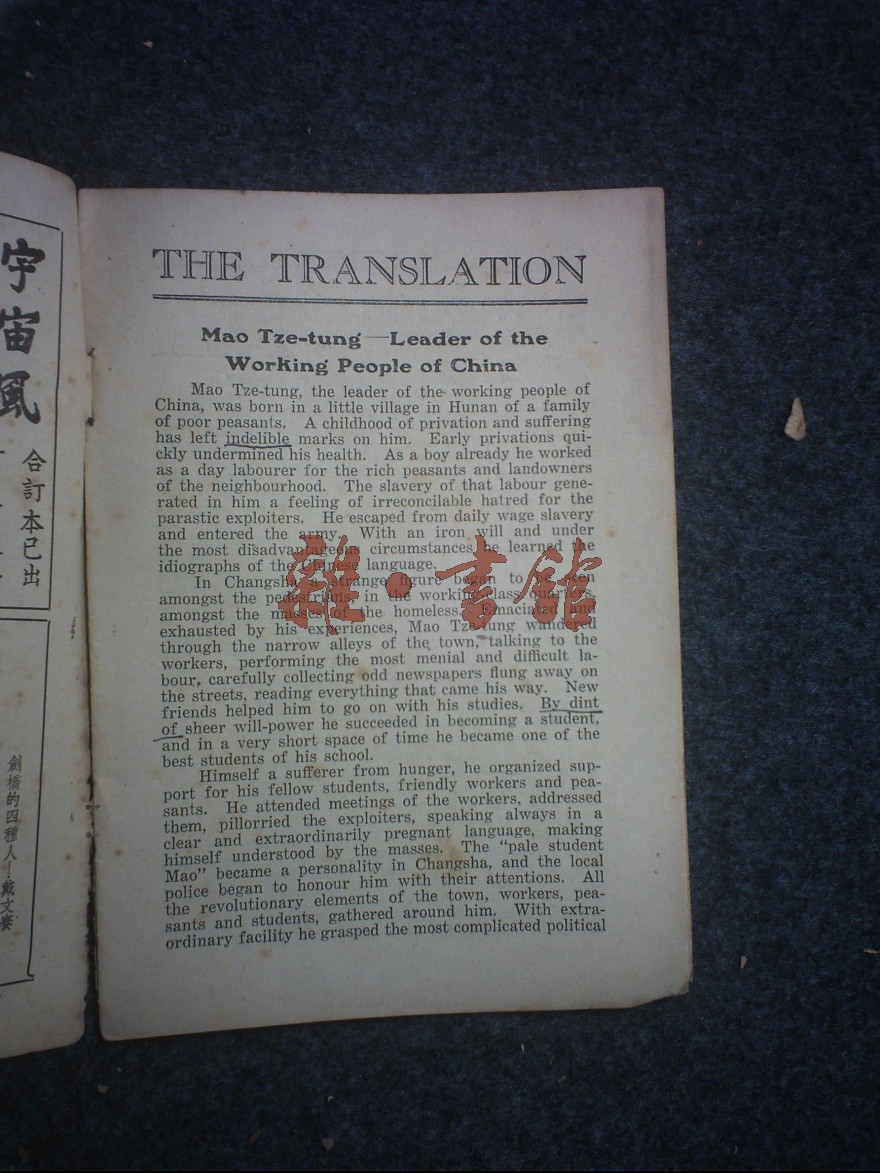 宇宙風
合訂本已出
劍橋的四種人—戴文賽
THE TRANSLATION
Mao Tze-tung—Leader of the
Working People of China
Mao Tze-tung, the leader of the working people of
China, was born in a little village in Hunan of a family
of poor peasants. A childhood of privation and suffering
has left indelible marks on him. Early privations qui-
ckly undermined his health. As a boy already he worked
as a day labourer for the rich peasants and landowners
of the neighbourhood. The slavery of that labour gene-
rated in him a feeling of irreconcilable hatred for the
parastic exploiters. He escaped from daily wage slavery
and entered the army. With an iron will and under
the most disadvantageous circumstances he learned the
idiographs of the Chinese language.
In Changsha a strange figure began to be seen
amongst the pedestrians, in the working-class quarters,
amongst the masses of the homeless. Emaciated and
exhausted by his experiences, Mao Tze-tung wandered
through the narrow alleys of the town, talking to the
workers, performing the most menial and difficult la-
bour, carefully collecting odd newspapers flung away on
the streets, reading everything that came his way. New
friends helped him to go on with his studies. By dint
of sheer will-power he succeeded in becoming a student,
and in a very short space of time he became one of the
best students of his school.
Himself a sufferer from hunger, he organized sup-
port for his fellow students, friendly workers and pea-
sants. He attended meetings of the workers, addressed
them, pillorried the exploiters, speaking always in a
clear and extraordinarily pregnant language, making
himself understood by the masses. The "pale student
Mao" became a personality in Changsha, and the local
police began to honour him with their attentions. All
the revolutionary elements of the town, workers, pea-
sants and students, gathered around him. With extra-
ordinary facility he grasped the most complicated political
雜·書館